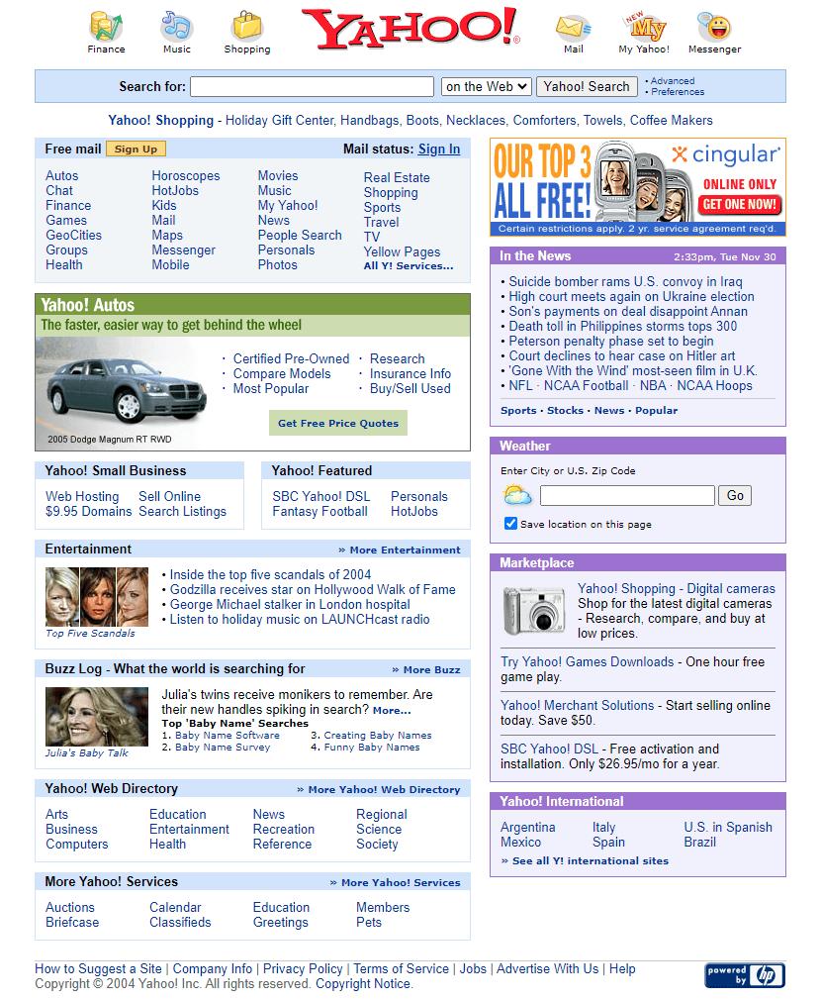 Finance
Music
Shopping
YAHOO!®
Mail
NEW My
My Yahoo!
Messenger
Search for:
on the Web
Yahoo! Search
• Advanced
• Preferences
Yahoo! Shopping - Holiday Gift Center, Handbags, Boots, Necklaces, Comforters, Towels, Coffee Makers
Free mail Sign Up
Mail status: Sign In
Autos Horoscopes Movies Real Estate
Chat HotJobs Music Shopping
Finance Kids My Yahoo! Sports
Games Mail News Travel
GeoCities Maps People Search TV
Groups Messenger Personals Yellow Pages
Health Mobile Photos All Y! Services...
Yahoo! Autos
The faster, easier way to get behind the wheel
· Certified Pre-Owned · Research
· Compare Models · Insurance Info
· Most Popular · Buy/Sell Used
Get Free Price Quotes
2005 Dodge Magnum RT RWD
Yahoo! Small Business
Web Hosting Sell Online
$9.95 Domains Search Listings
Yahoo! Featured
SBC Yahoo! DSL Personals
Fantasy Football HotJobs
Entertainment
» More Entertainment
• Inside the top five scandals of 2004
• Godzilla receives star on Hollywood Walk of Fame
• George Michael stalker in London hospital
• Listen to holiday music on LAUNCHcast radio
Top Five Scandals
Buzz Log - What the world is searching for
» More Buzz
Julia's twins receive monikers to remember. Are
their new handles spiking in search? More...
Top 'Baby Name' Searches
1. Baby Name Software 3. Creating Baby Names
2. Baby Name Survey 4. Funny Baby Names
Julia's Baby Talk
Yahoo! Web Directory
» More Yahoo! Web Directory
Arts Education News Regional
Business Entertainment Recreation Science
Computers Health Reference Society
More Yahoo! Services
» More Yahoo! Services
Auctions Calendar Education Members
Briefcase Classifieds Greetings Pets
OUR TOP 3
ALL FREE!
cingular
ONLINE ONLY
GET ONE NOW!
Certain restrictions apply. 2 yr. service agreement req'd.
In the News
2:33pm, Tue Nov 30
• Suicide bomber rams U.S. convoy in Iraq
• High court meets again on Ukraine election
• Son's payments on deal disappoint Annan
• Death toll in Philippines storms tops 300
• Peterson penalty phase set to begin
• Court declines to hear case on Hitler art
• 'Gone With the Wind' most-seen film in U.K.
• NFL · NCAA Football · NBA · NCAA Hoops
Sports · Stocks · News · Popular
Weather
Enter City or U.S. Zip Code
Go
Save location on this page
Marketplace
Yahoo! Shopping - Digital cameras
Shop for the latest digital cameras
- Research, compare, and buy at
low prices.
Try Yahoo! Games Downloads - One hour free
game play.
Yahoo! Merchant Solutions - Start selling online
today. Save $50.
SBC Yahoo! DSL - Free activation and
installation. Only $26.95/mo for a year.
Yahoo! International
Argentina Italy U.S. in Spanish
Mexico Spain Brazil
» See all Y! international sites
How to Suggest a Site | Company Info | Privacy Policy | Terms of Service | Jobs | Advertise With Us | Help
Copyright © 2004 Yahoo! Inc. All rights reserved. Copyright Notice.
powered
by
hp